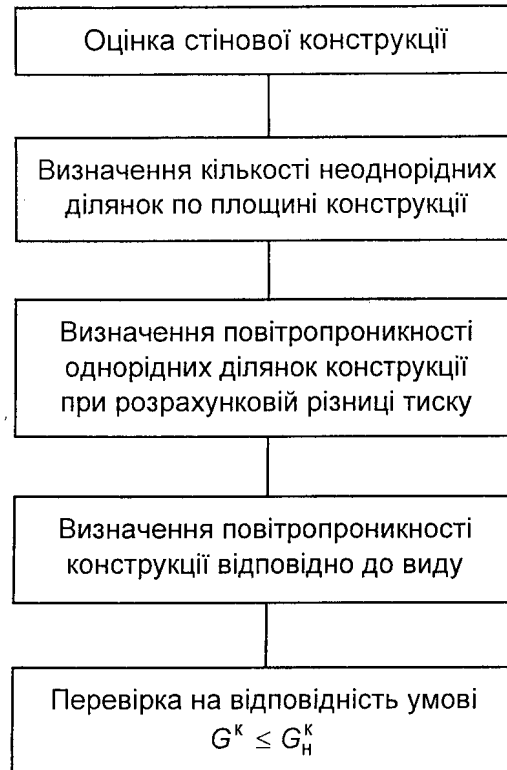 Оцінка стінової конструкції
Визначення кількості неоднорідних
ділянок по площині конструкції
Визначення повітропроникності
однорідних ділянок конструкції
при розрахунковій різниці тиску
Визначення повітропроникності
конструкції відповідно до виду
Перевірка на відповідність умові
Gᴷ ≤ Gᴷн